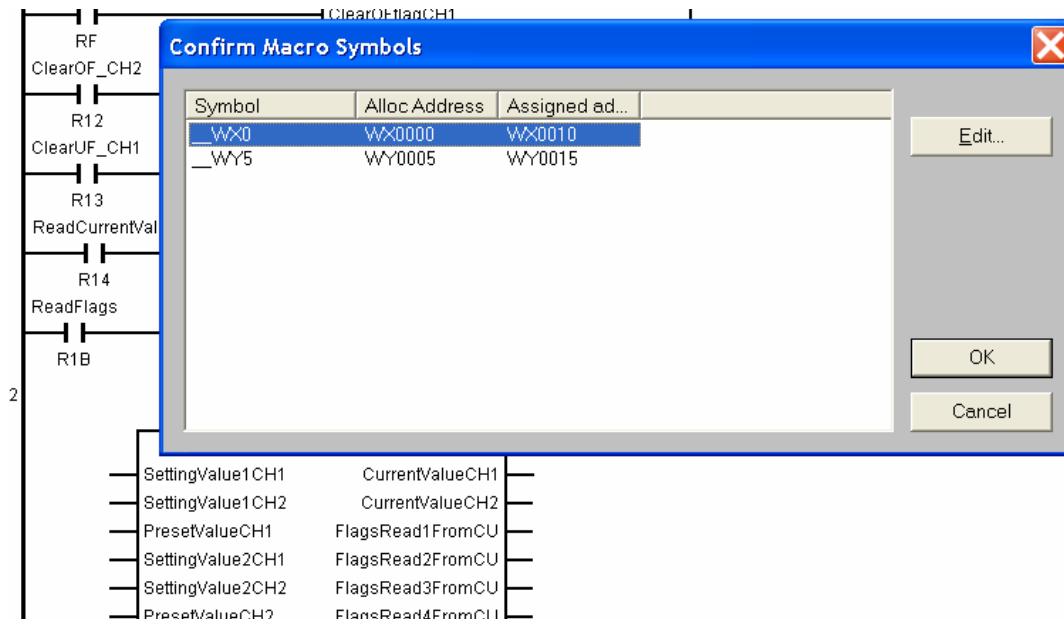 ClearOFflagCH1
RF
ClearOF_CH2
R12
ClearUF_CH1
R13
ReadCurrentVal
R14
ReadFlags
R1B
2
Confirm Macro Symbols
Symbol Alloc Address Assigned ad...
__WX0 WX0000 WX0010
__WY5 WY0005 WY0015
Edit...
OK
Cancel
SettingValue1CH1 CurrentValueCH1
SettingValue1CH2 CurrentValueCH2
PresetValueCH1 FlagsRead1FromCU
SettingValue2CH1 FlagsRead2FromCU
SettingValue2CH2 FlagsRead3FromCU
PresetValueCH2 FlagsRead4FromCU